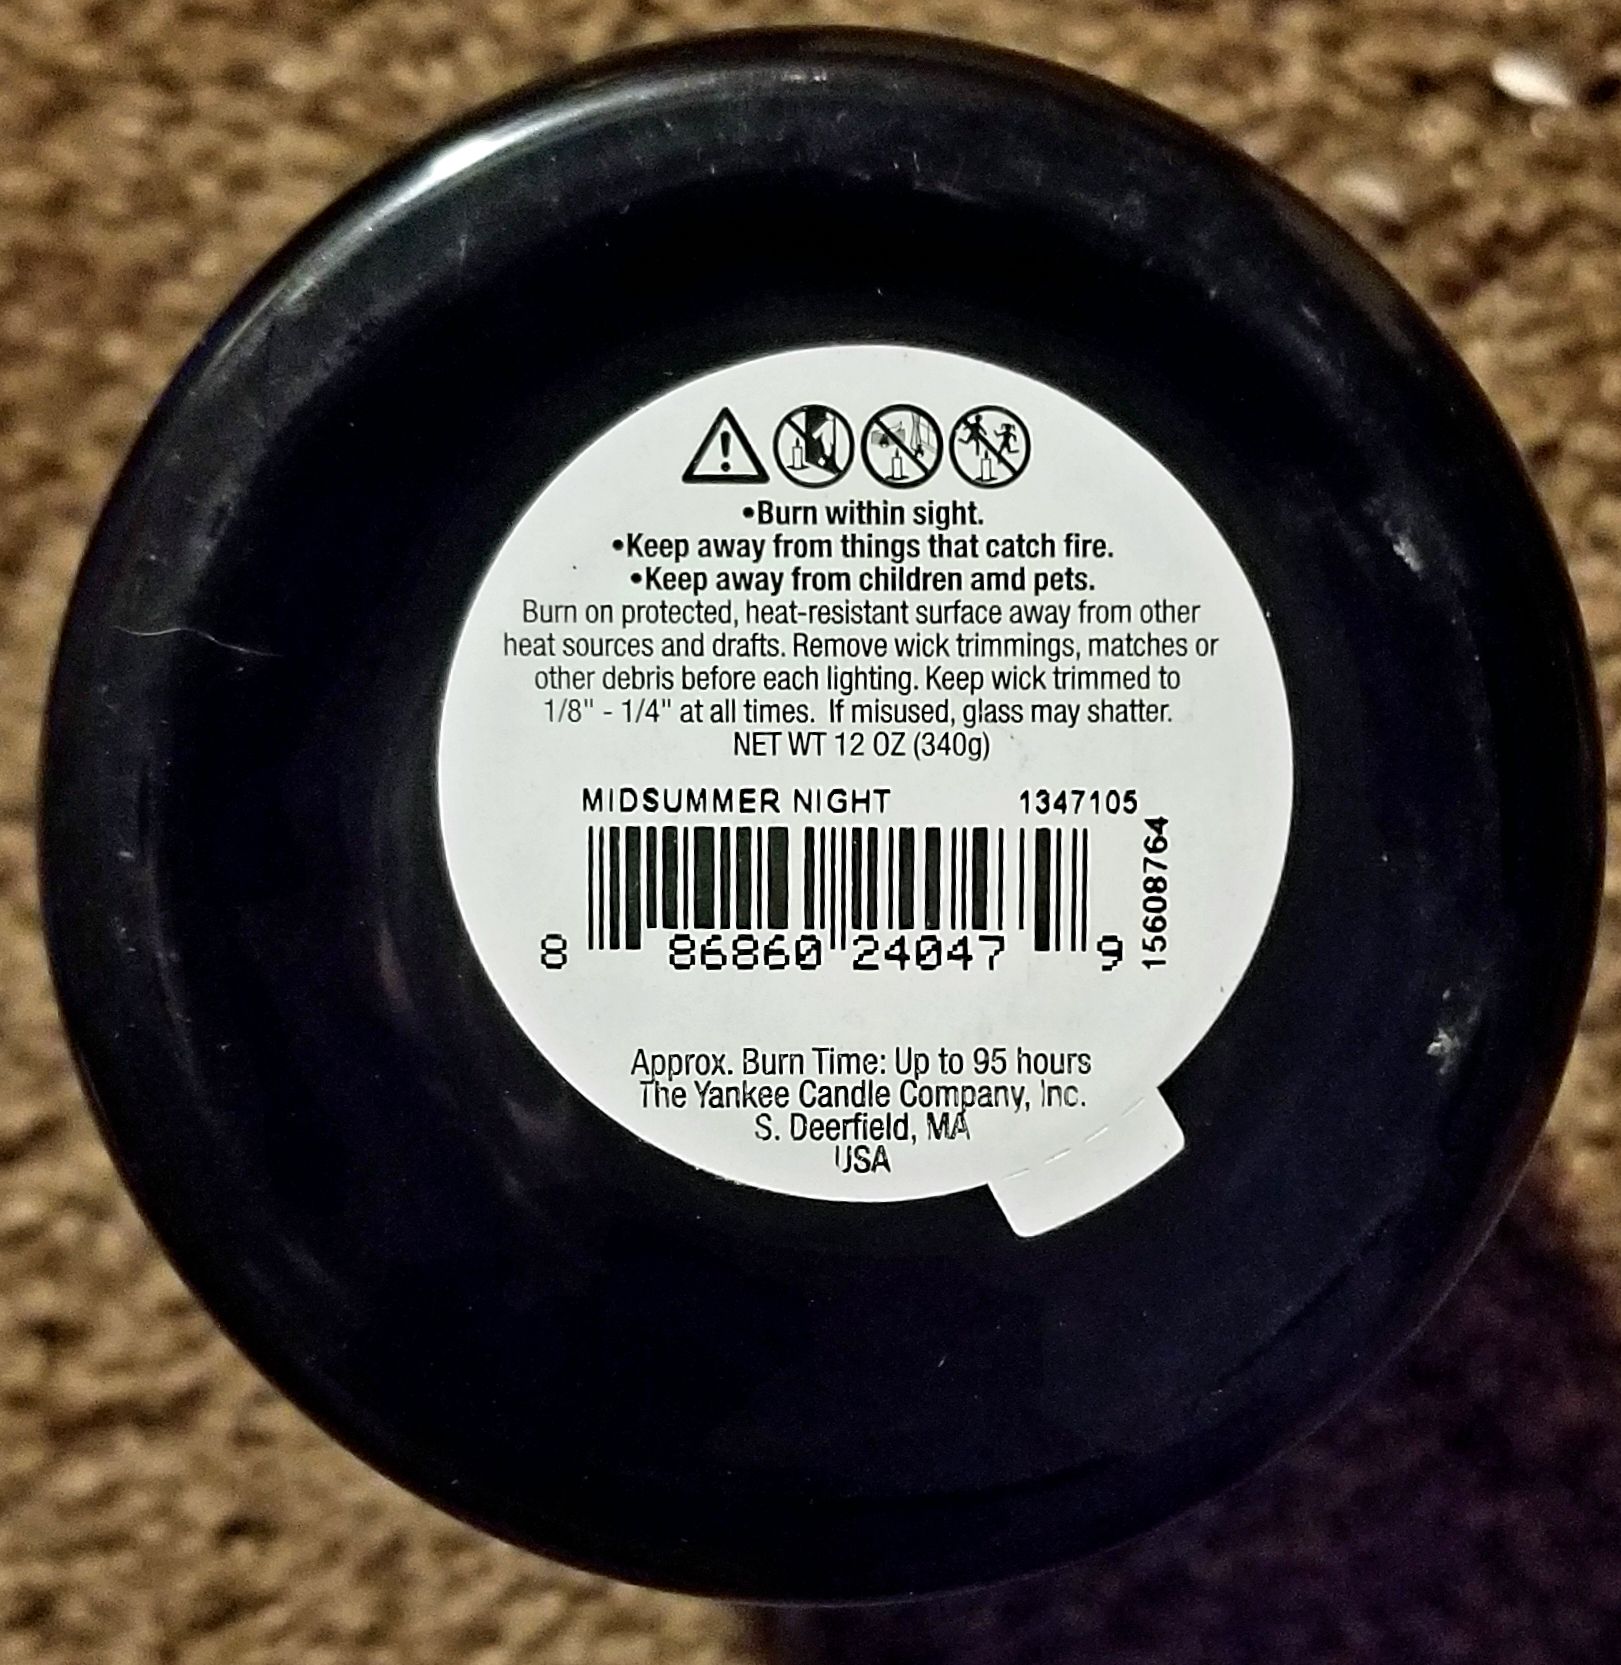 •Burn within sight.
•Keep away from things that catch fire.
•Keep away from children amd pets.
Burn on protected, heat-resistant surface away from other
heat sources and drafts. Remove wick trimmings, matches or
other debris before each lighting. Keep wick trimmed to
1/8" - 1/4" at all times. If misused, glass may shatter.
NET WT 12 OZ (340g)
MIDSUMMER NIGHT 1347105
8 86860 24047 9
15608764
Approx. Burn Time: Up to 95 hours
The Yankee Candle Company, Inc.
S. Deerfield, MA
USA